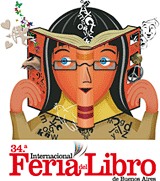 34.ª
Internacional
Feria del Libro
de Buenos Aires